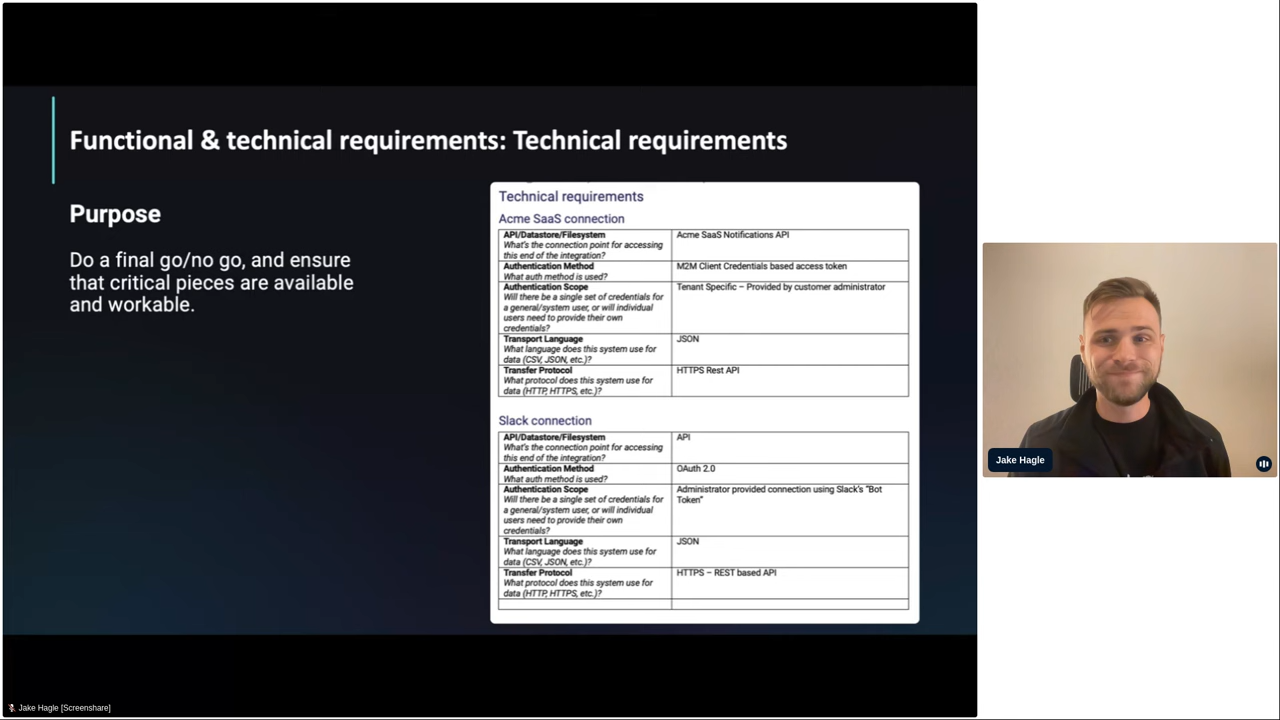 Functional & technical requirements: Technical requirements
Purpose
Do a final go/no go, and ensure
that critical pieces are available
and workable.
Technical requirements
Acme SaaS connection
API/Datastore/Filesystem
What's the connection point for accessing
this end of the integration?
Acme SaaS Notifications API
Authentication Method
What auth method is used?
M2M Client Credentials based access token
Authentication Scope
Will there be a single set of credentials for
a general/system user, or will individual
users need to provide their own
credentials?
Tenant Specific – Provided by customer administrator
Transport Language
What language does this system use for
data (CSV, JSON, etc.)?
JSON
Transfer Protocol
What protocol does this system use for
data (HTTP, HTTPS, etc.)?
HTTPS Rest API
Slack connection
API/Datastore/Filesystem
What's the connection point for accessing
this end of the integration?
API
Authentication Method
What auth method is used?
OAuth 2.0
Authentication Scope
Will there be a single set of credentials for
a general/system user, or will individual
users need to provide their own
credentials?
Administrator provided connection using Slack's "Bot
Token"
Transport Language
What language does this system use for
data (CSV, JSON, etc.)?
JSON
Transfer Protocol
What protocol does this system use for
data (HTTP, HTTPS, etc.)?
HTTPS – REST based API
Jake Hagle
Jake Hagle [Screenshare]